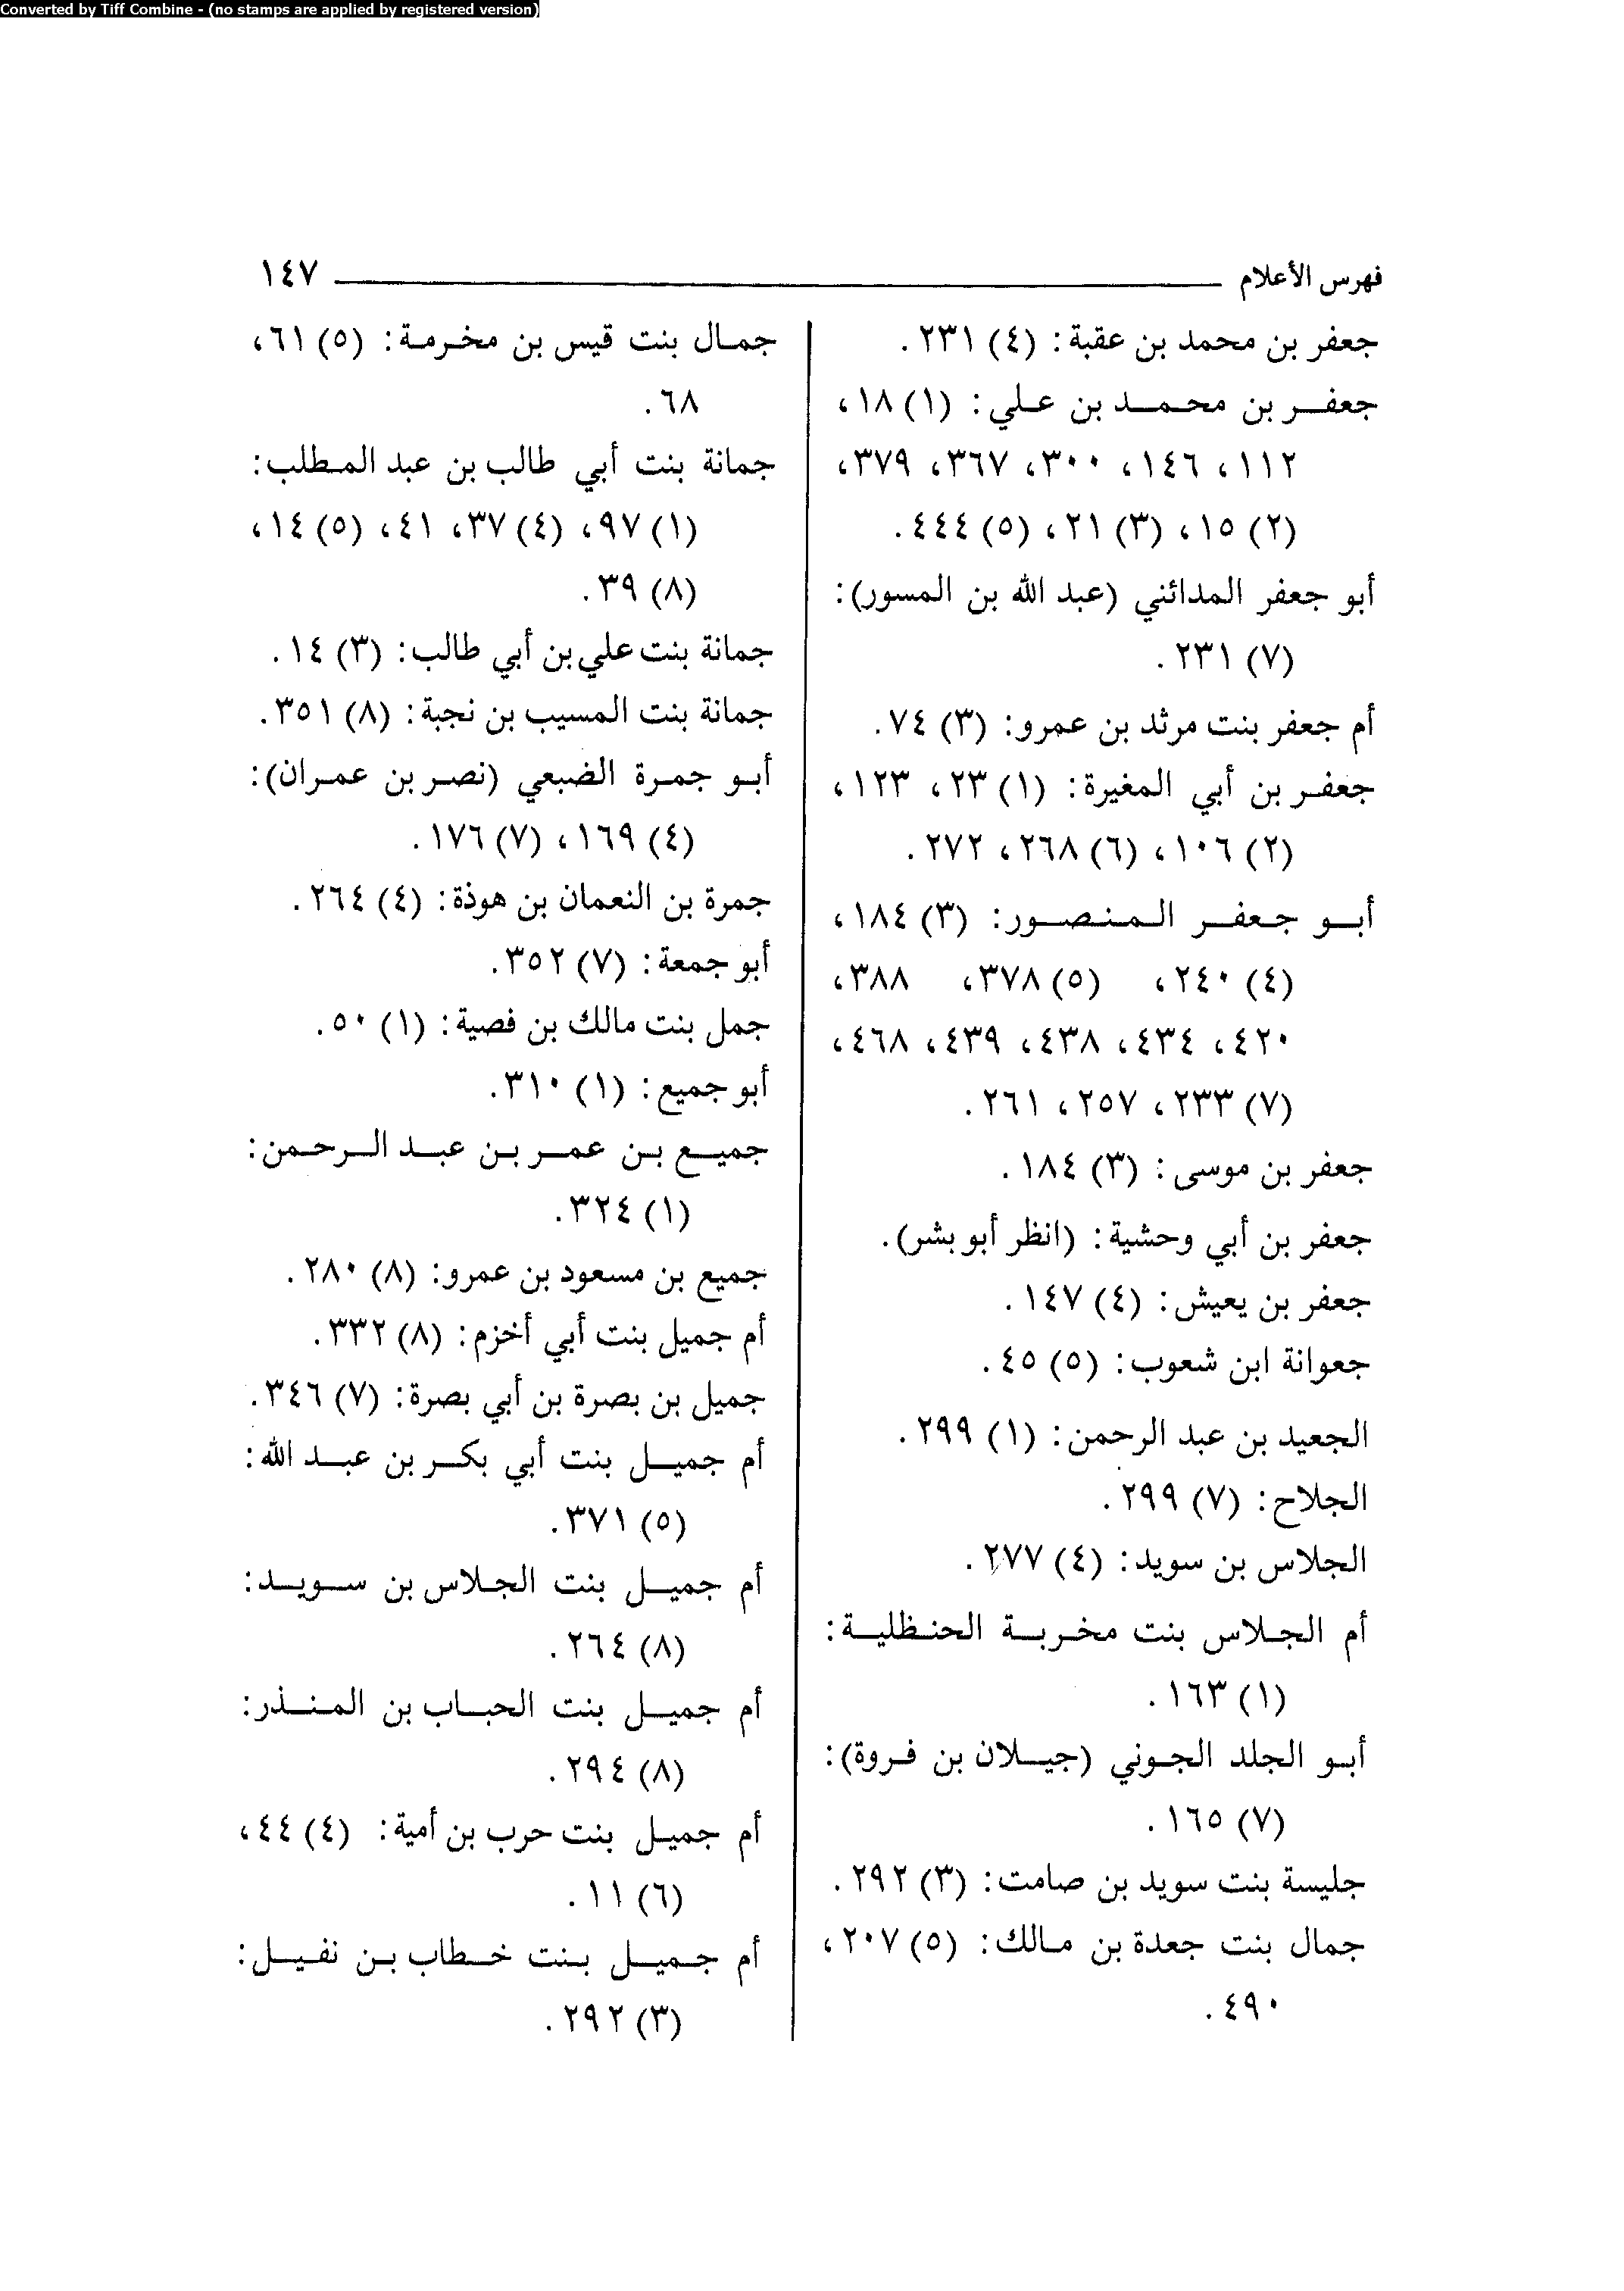 Converted by Tiff Combine - (no stamps are applied by registered version)
فهرس الأعلام ١٤٧
جعفر بن محمد بن عقبة: (٤) ٢٣١.
جعفر بن محمد بن علي: (١) ١٨،
١١٢، ١٤٦، ٣٠٠، ٣٦٧، ٣٧٩،
(٢) ١٥، (٣) ٢١، (٥) ٤٤٤.
أبو جعفر المدائني (عبد الله بن المسور):
(٧) ٢٣١.
أم جعفر بنت مرثد بن عمرو: (٣) ٧٤.
جعفر بن أبي المغيرة: (١) ٢٣، ١٢٣،
(٢) ١٠٦، (٦) ٢٦٨، ٢٧٢.
أبو جعفر المنصور: (٣) ١٨٤،
(٤) ٢٤٠، (٥) ٣٧٨، ٣٨٨،
٤٢٠، ٤٣٤، ٤٣٨، ٤٣٩، ٤٦٨،
(٧) ٢٣٣، ٢٥٧، ٢٦١.
جعفر بن موسى: (٣) ١٨٤.
جعفر بن أبي وحشية: (انظر أبو بشر).
جعفر بن يعيش: (٤) ١٤٧.
جعوانة ابن شعوب: (٥) ٤٥.
الجعيد بن عبد الرحمن: (١) ٢٩٩.
الجلاح: (٧) ٢٩٩.
الجلاس بن سويد: (٤) ٢٧٧.
أم الجلاس بنت مخربة الحنظلية:
(١) ١٦٣.
أبو الجلد الجوني (جيلان بن فروة):
(٧) ١٦٥.
جليسة بنت سويد بن صامت: (٣) ٢٩٢.
جمال بنت جعدة بن مالك: (٥) ٢٠٧،
٤٩٠.
جمال بنت قيس بن مخرمة: (٥) ٦١،
٦٨.
جمانة بنت أبي طالب بن عبد المطلب:
(١) ٩٧، (٤) ٣٧، ٤١، (٥) ١٤،
(٨) ٣٩.
جمانة بنت علي بن أبي طالب: (٣) ١٤.
جمانة بنت المسيب بن نجبة: (٨) ٣٥١.
أبو جمرة الضبعي (نصر بن عمران):
(٤) ١٦٩، (٧) ١٧٦.
جمرة بن النعمان بن هوذة: (٤) ٢٦٤.
أبو جمعة: (٧) ٣٥٢.
جمل بنت مالك بن فصية: (١) ٥٠.
أبو جميع: (١) ٣١٠.
جميع بن عمر بن عبد الرحمن:
(١) ٣٢٤.
جميع بن مسعود بن عمرو: (٨) ٢٨٠.
أم جميل بنت أبي أخزم: (٨) ٣٣٢.
جميل بن بصرة بن أبي بصرة: (٧) ٣٤٦.
أم جميل بنت أبي بكر بن عبد الله:
(٥) ٣٧١.
أم جميل بنت الجلاس بن سويد:
(٨) ٢٦٤.
أم جميل بنت الحباب بن المنذر:
(٨) ٢٩٤.
أم جميل بنت حرب بن أمية: (٤) ٤٤،
(٦) ١١.
أم جميل بنت خطاب بن نفيل:
(٣) ٢٩٢.